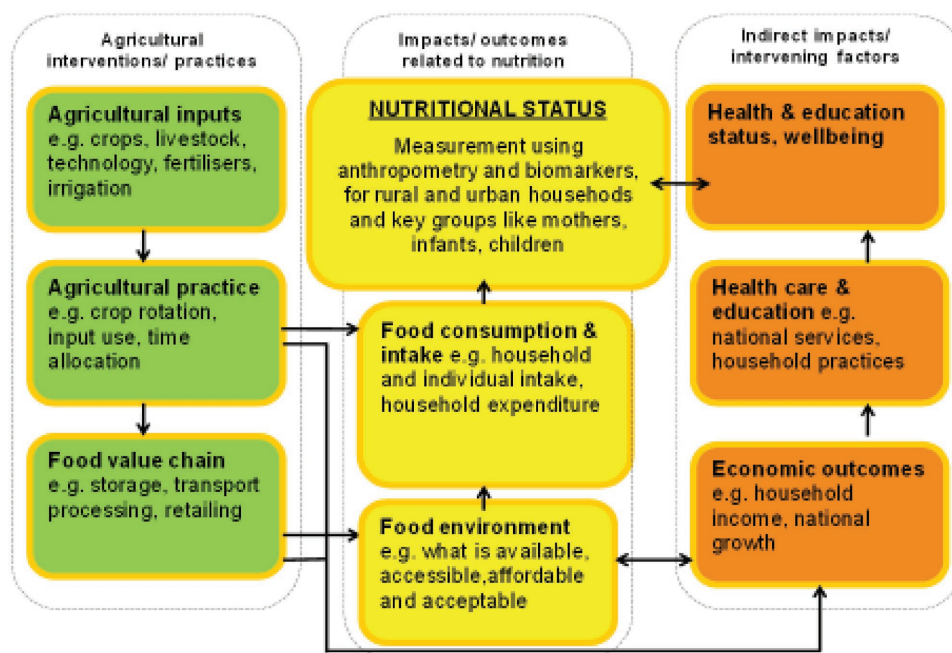 Agricultural
interventions/ practices
Agricultural inputs
e.g. crops, livestock,
technology, fertilisers,
irrigation
Agricultural practice
e.g. crop rotation,
input use, time
allocation
Food value chain
e.g. storage, transport
processing, retailing
Impacts/ outcomes
related to nutrition
NUTRITIONAL STATUS
Measurement using
anthropometry and biomarkers,
for rural and urban househods
and key groups like mothers,
infants, children
Food consumption &
intake e.g. household
and individual intake,
household expenditure
Food environment
e.g. what is available,
accessible,affordable
and acceptable
Indirect impacts/
intervening factors
Health & education
status, wellbeing
Health care &
education e.g.
national services,
household practices
Economic outcomes
e.g. household
income, national
growth